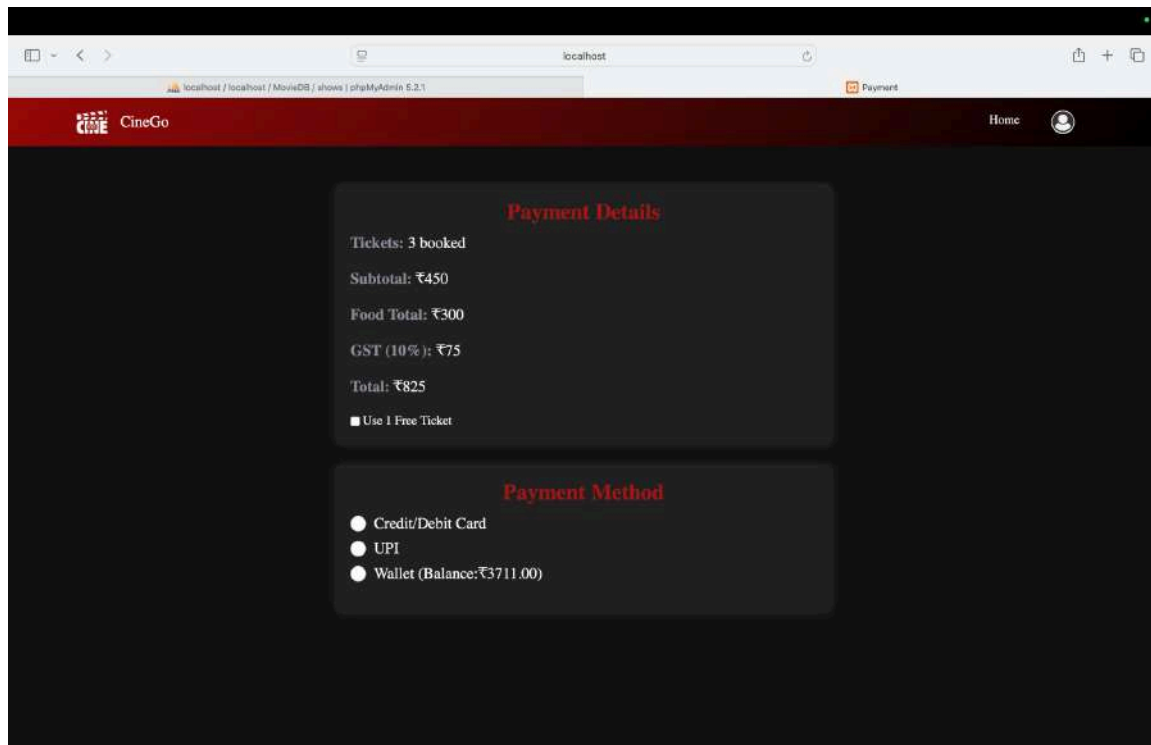 localhost
localhost / localhost / MovieDB / shows | phpMyAdmin 5.2.1
Payment
CINE CineGo
Home
Payment Details
Tickets: 3 booked
Subtotal: ₹450
Food Total: ₹300
GST (10%): ₹75
Total: ₹825
Use 1 Free Ticket
Payment Method
Credit/Debit Card
UPI
Wallet (Balance:₹3711.00)